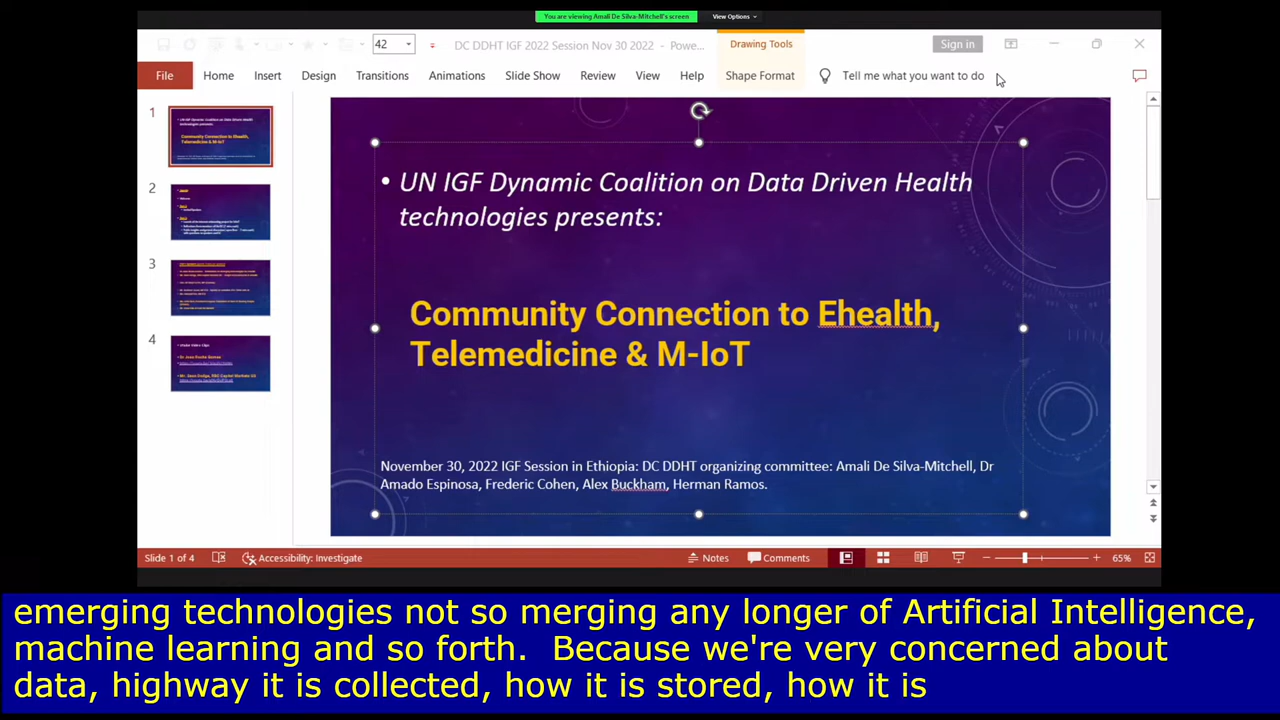 You are viewing Amali De Silva-Mitchell's screen
View Options
42
DC DDHT IGF 2022 Session Nov 30 2022 - Powe...
Drawing Tools
Sign in
File
Home
Insert
Design
Transitions
Animations
Slide Show
Review
View
Help
Shape Format
Tell me what you want to do
1
2
3
4
• UN IGF Dynamic Coalition on Data Driven Health
technologies presents:
Community Connection to Ehealth,
Telemedicine & M-IoT
November 30, 2022 IGF Session in Ethiopia: DC DDHT organizing committee: Amali De Silva-Mitchell, Dr
Amado Espinosa, Frederic Cohen, Alex Buckham, Herman Ramos.
Slide 1 of 4
Accessibility: Investigate
Notes
Comments
65%
emerging technologies not so merging any longer of Artificial Intelligence,
machine learning and so forth.  Because we're very concerned about
data, highway it is collected, how it is stored, how it is